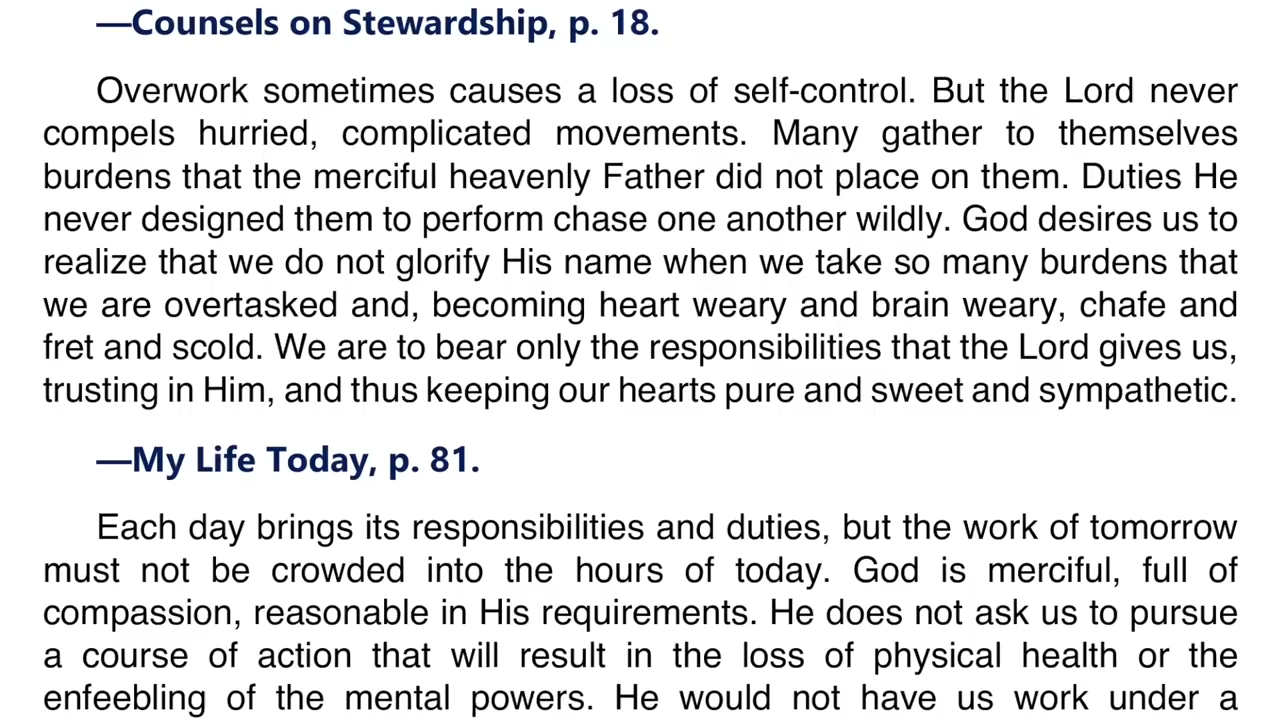 —Counsels on Stewardship, p. 18.
Overwork sometimes causes a loss of self-control. But the Lord never
compels hurried, complicated movements. Many gather to themselves
burdens that the merciful heavenly Father did not place on them. Duties He
never designed them to perform chase one another wildly. God desires us to
realize that we do not glorify His name when we take so many burdens that
we are overtasked and, becoming heart weary and brain weary, chafe and
fret and scold. We are to bear only the responsibilities that the Lord gives us,
trusting in Him, and thus keeping our hearts pure and sweet and sympathetic.
—My Life Today, p. 81.
Each day brings its responsibilities and duties, but the work of tomorrow
must not be crowded into the hours of today. God is merciful, full of
compassion, reasonable in His requirements. He does not ask us to pursue
a course of action that will result in the loss of physical health or the
enfeebling of the mental powers. He would not have us work under a